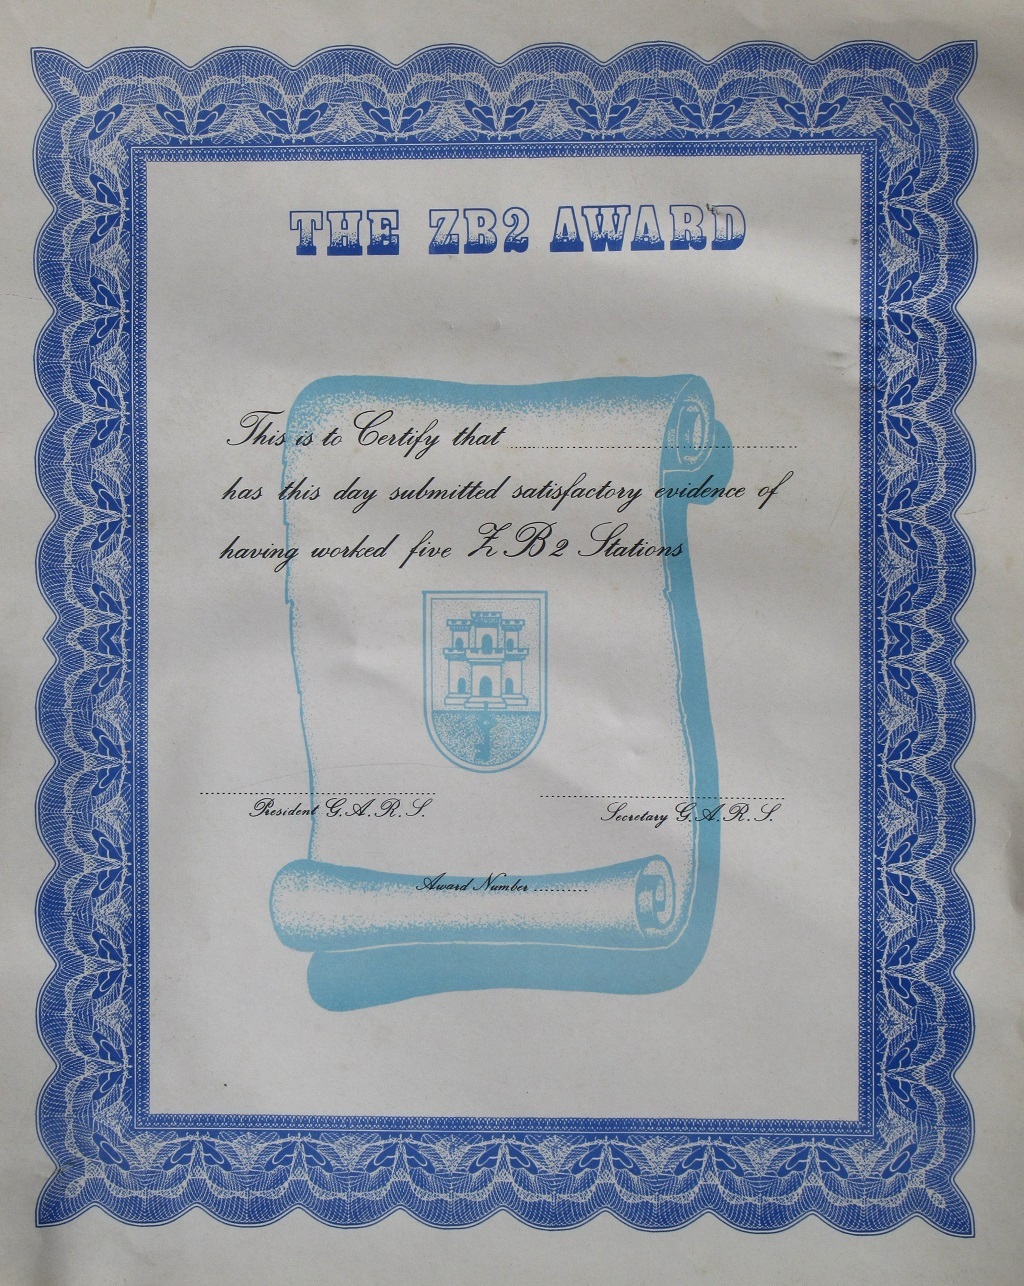 THE ZB2 AWARD
This is to Certify that ........................................
has this day submitted satisfactory evidence of
having worked five ZB2 Stations
President G.A.R.S. Secretary G.A.R.S.
Award Number ............